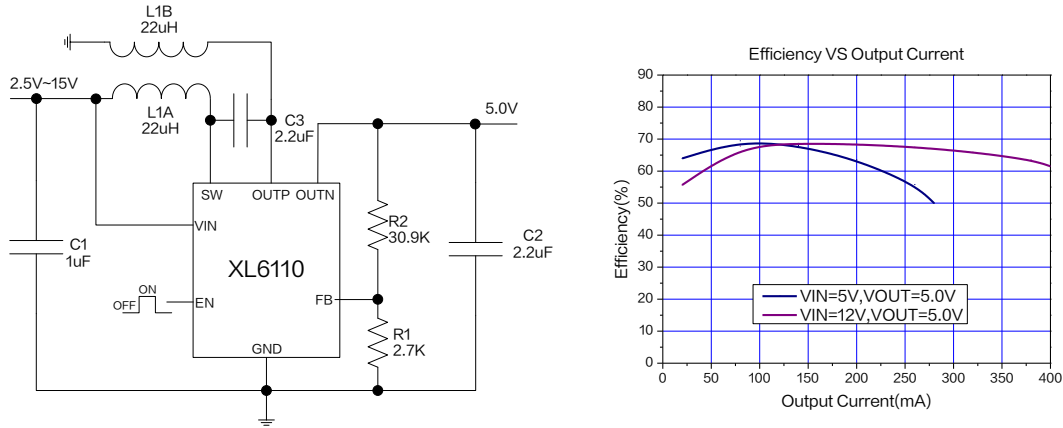 L1B
22uH
2.5V~15V
L1A
22uH
C3
2.2uF
5.0V
SW
OUTP
OUTN
VIN
R2
30.9K
C1
1uF
C2
2.2uF
XL6110
ON
OFF
EN
FB
R1
2.7K
GND
Efficiency VS Output Current
90
80
70
60
50
40
30
20
10
0
Efficiency(%)
VIN=5V,VOUT=5.0V
VIN=12V,VOUT=5.0V
0 50 100 150 200 250 300 350 400
Output Current(mA)